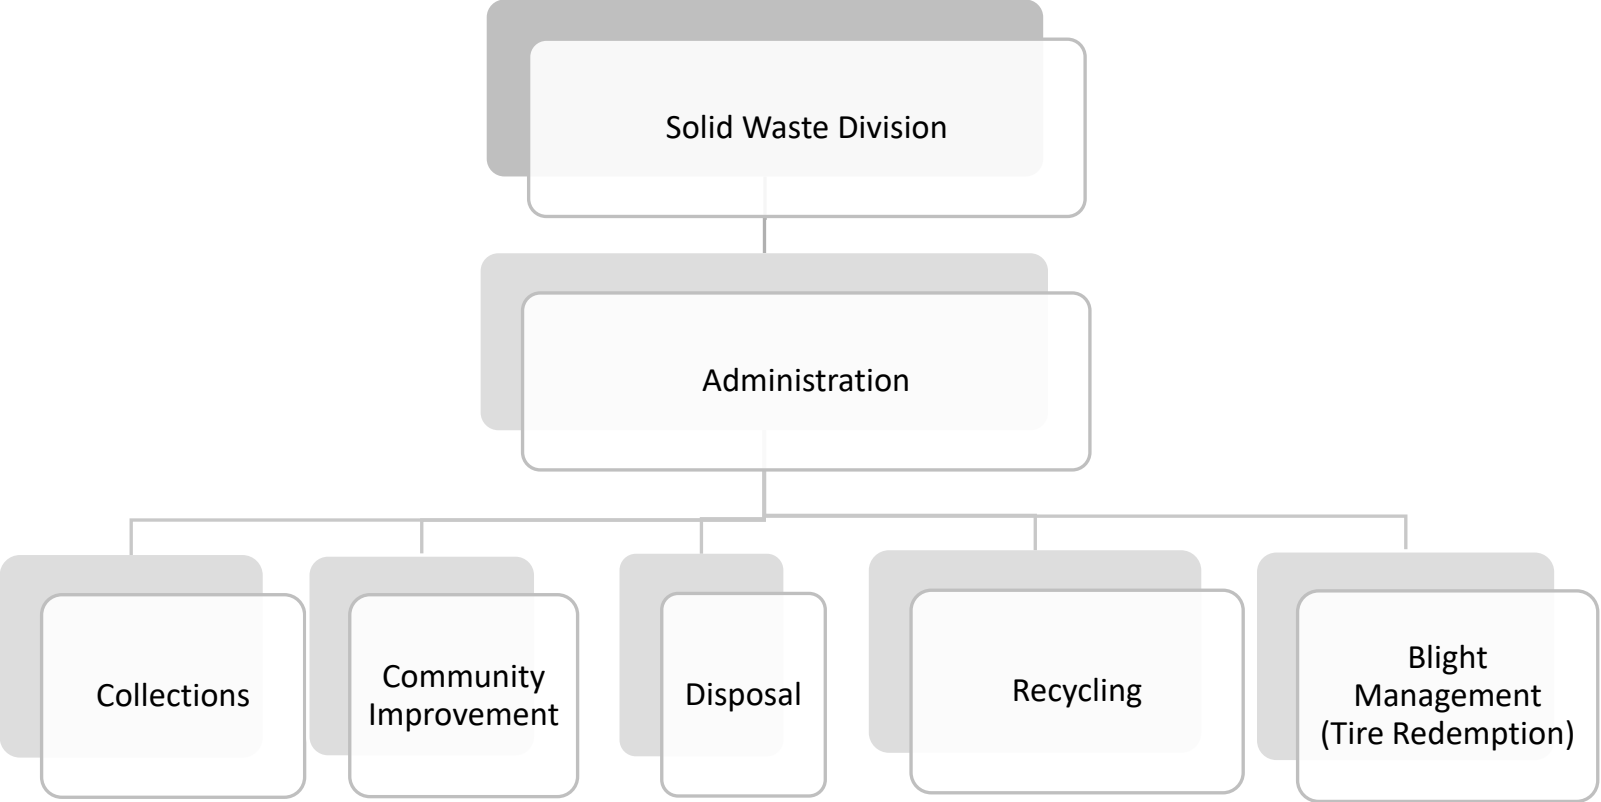 Solid Waste Division
Administration
Collections
Community
Improvement
Disposal
Recycling
Blight
Management
(Tire Redemption)